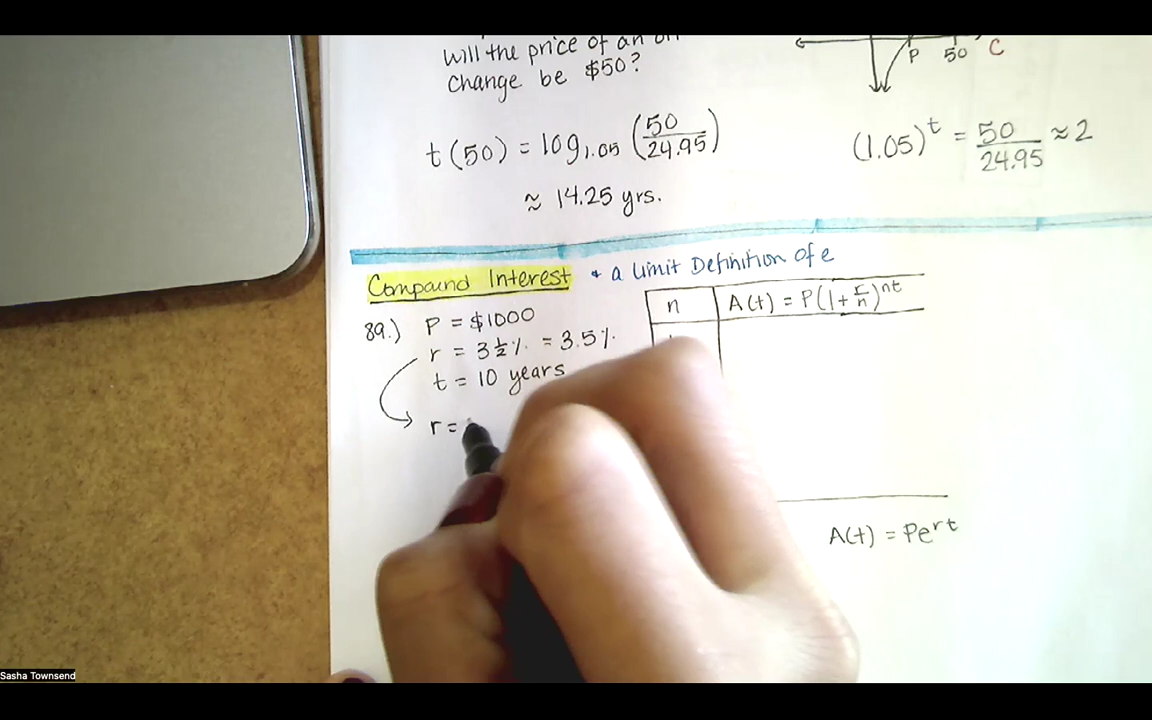 will the price of an
change be $50?
P 50 C
t(50) = log₁.₀₅ (50/24.95)
(1.05)ᵗ = 50/24.95 ≈ 2
≈ 14.25 yrs.
Compound Interest + a Limit Definition of e
89.) P = $1000
r = 3½% = 3.5%
t = 10 years
r =
n A(t) = P(1+r/n)ⁿᵗ
A(t) = Peʳᵗ
Sasha Townsend